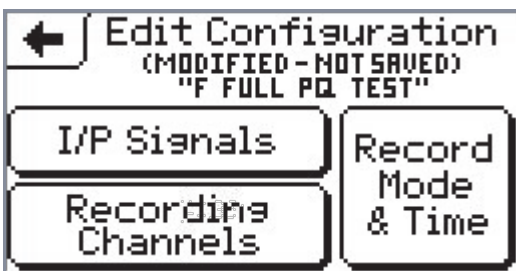 Edit Configuration
(MODIFIED - NOT SAVED)
"F FULL PQ TEST"
I/P Signals
Recording
Channels
Record
Mode
& Time